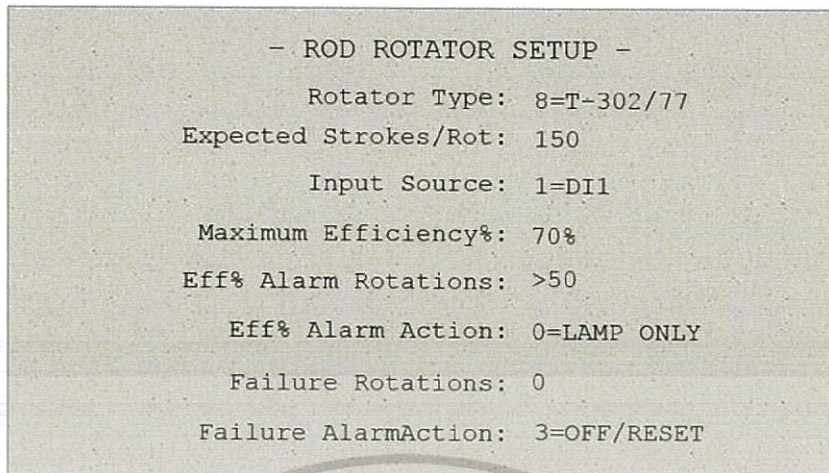 - ROD ROTATOR SETUP -
Rotator Type: 8=T-302/77
Expected Strokes/Rot: 150
Input Source: 1=DI1
Maximum Efficiency%: 70%
Eff% Alarm Rotations: >50
Eff% Alarm Action: 0=LAMP ONLY
Failure Rotations: 0
Failure AlarmAction: 3=OFF/RESET